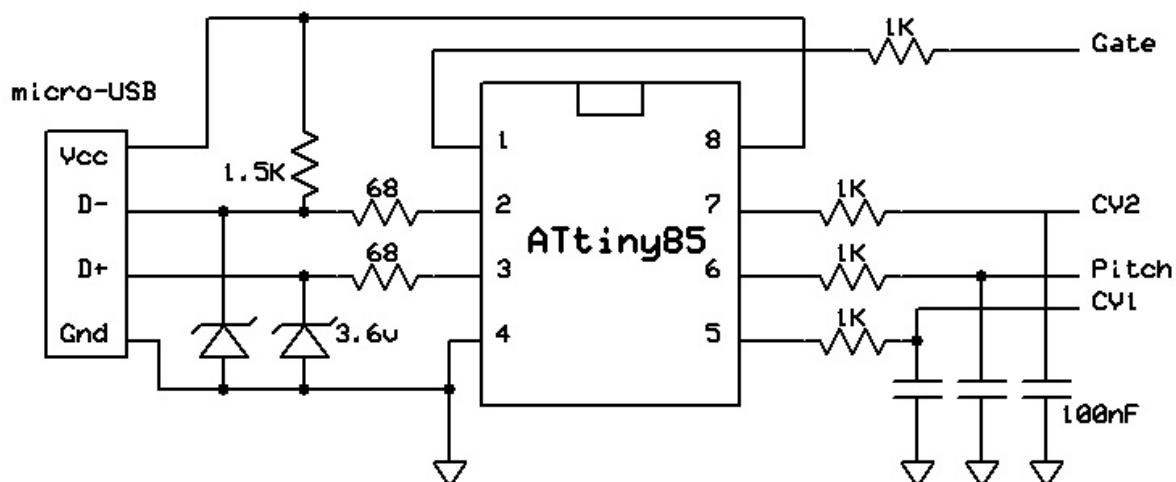 1K
Gate
micro-USB
Vcc
1.5K
D-
68
D+
68
3.6v
Gnd
1
2
3
4
ATtiny85
8
7
6
5
1K
CV2
1K
Pitch
CV1
1K
100nF